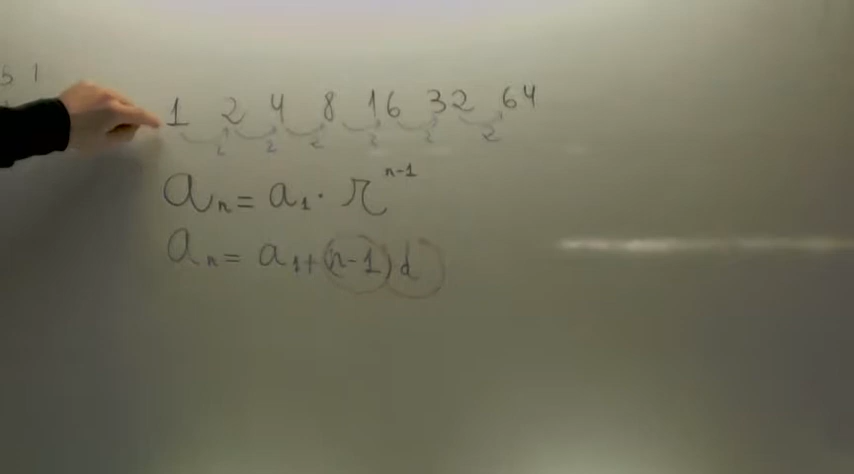 1 2 4 8 16 32 64
2 2 2 2 2 2
aₙ = a₁ · r^(n-1)
aₙ = a₁ + (n-1) d